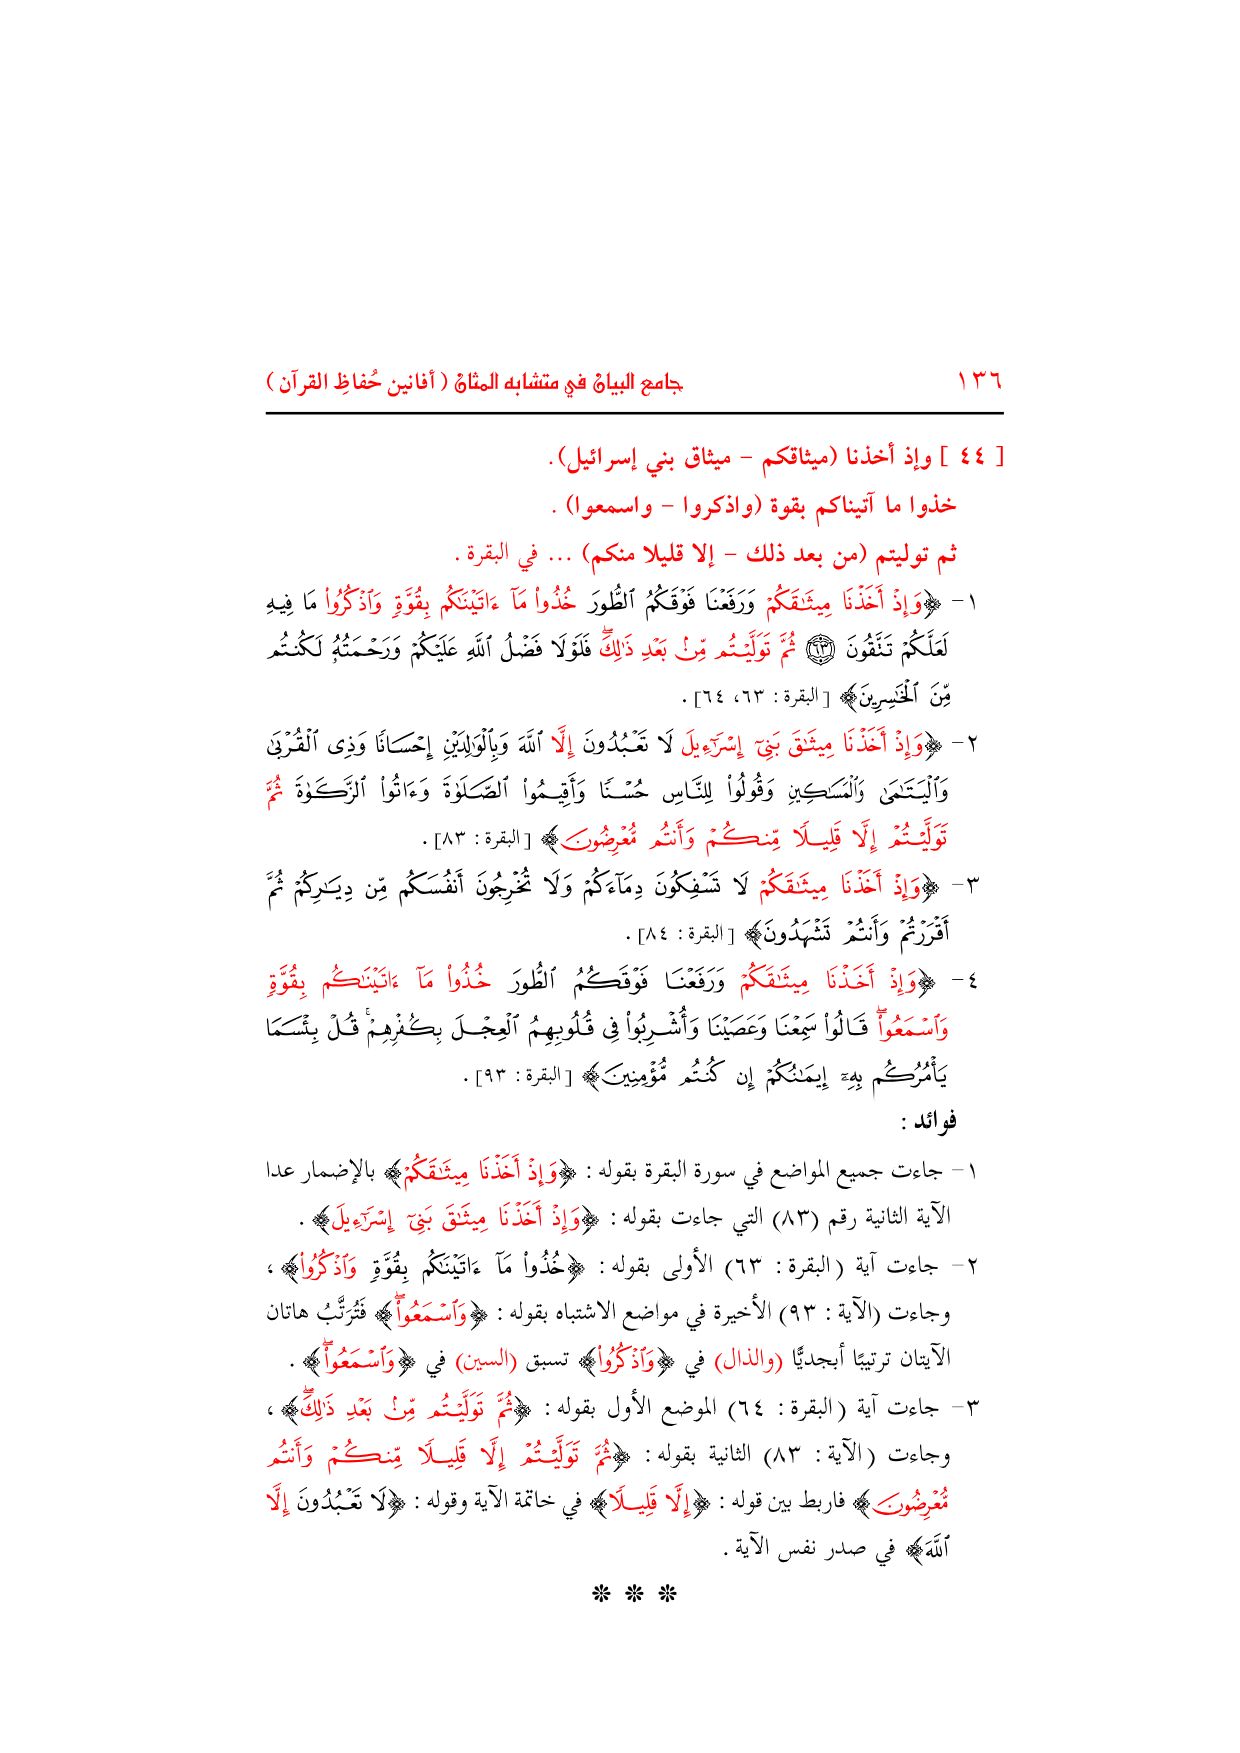 ١٣٦ جامع البيان في متشابه المثان ( أفانين حُفاظِ القرآن )
[ ٤٤ ] وإذ أخذنا (ميثاقكم – ميثاق بني إسرائيل).
خذوا ما آتيناكم بقوة (واذكروا – واسمعوا) .
ثم توليتم (من بعد ذلك – إلا قليلا منكم) ... في البقرة .
١- ﴿وَإِذْ أَخَذْنَا مِيثَٰقَكُمْ وَرَفَعْنَا فَوْقَكُمُ ٱلطُّورَ خُذُوا۟ مَآ ءَاتَيْنَٰكُم بِقُوَّةٍ وَٱذْكُرُوا۟ مَا فِيهِ
لَعَلَّكُمْ تَتَّقُونَ ۝٦٣ ثُمَّ تَوَلَّيْتُم مِّنۢ بَعْدِ ذَٰلِكَ ۖ فَلَوْلَا فَضْلُ ٱللَّهِ عَلَيْكُمْ وَرَحْمَتُهُۥ لَكُنتُم
مِّنَ ٱلْخَٰسِرِينَ﴾ [البقرة : ٦٣، ٦٤] .
٢- ﴿وَإِذْ أَخَذْنَا مِيثَٰقَ بَنِىٓ إِسْرَٰٓءِيلَ لَا تَعْبُدُونَ إِلَّا ٱللَّهَ وَبِٱلْوَٰلِدَيْنِ إِحْسَانًا وَذِى ٱلْقُرْبَىٰ
وَٱلْيَتَٰمَىٰ وَٱلْمَسَٰكِينِ وَقُولُوا۟ لِلنَّاسِ حُسْنًا وَأَقِيمُوا۟ ٱلصَّلَوٰةَ وَءَاتُوا۟ ٱلزَّكَوٰةَ ثُمَّ
تَوَلَّيْتُمْ إِلَّا قَلِيلًا مِّنكُمْ وَأَنتُم مُّعْرِضُونَ﴾ [البقرة : ٨٣] .
٣- ﴿وَإِذْ أَخَذْنَا مِيثَٰقَكُمْ لَا تَسْفِكُونَ دِمَآءَكُمْ وَلَا تُخْرِجُونَ أَنفُسَكُم مِّن دِيَٰرِكُمْ ثُمَّ
أَقْرَرْتُمْ وَأَنتُمْ تَشْهَدُونَ﴾ [البقرة : ٨٤] .
٤- ﴿وَإِذْ أَخَذْنَا مِيثَٰقَكُمْ وَرَفَعْنَا فَوْقَكُمُ ٱلطُّورَ خُذُوا۟ مَآ ءَاتَيْنَٰكُم بِقُوَّةٍ
وَٱسْمَعُوا۟ ۖ قَالُوا۟ سَمِعْنَا وَعَصَيْنَا وَأُشْرِبُوا۟ فِى قُلُوبِهِمُ ٱلْعِجْلَ بِكُفْرِهِمْ ۚ قُلْ بِئْسَمَا
يَأْمُرُكُم بِهِۦٓ إِيمَٰنُكُمْ إِن كُنتُم مُّؤْمِنِينَ﴾ [البقرة : ٩٣] .
فوائد :
١- جاءت جميع المواضع في سورة البقرة بقوله : ﴿وَإِذْ أَخَذْنَا مِيثَٰقَكُمْ﴾ بالإضمار عدا
الآية الثانية رقم (٨٣) التي جاءت بقوله : ﴿وَإِذْ أَخَذْنَا مِيثَٰقَ بَنِىٓ إِسْرَٰٓءِيلَ﴾ .
٢- جاءت آية (البقرة : ٦٣) الأولى بقوله : ﴿خُذُوا۟ مَآ ءَاتَيْنَٰكُم بِقُوَّةٍ وَٱذْكُرُوا۟﴾ ،
وجاءت (الآية : ٩٣) الأخيرة في مواضع الاشتباه بقوله : ﴿وَٱسْمَعُوا۟ ۖ﴾ فَتُرَتَّبُ هاتان
الآيتان ترتيبًا أبجديًّا (والذال) في ﴿وَٱذْكُرُوا۟﴾ تسبق (السين) في ﴿وَٱسْمَعُوا۟ ۖ﴾ .
٣- جاءت آية (البقرة : ٦٤) الموضع الأول بقوله : ﴿ثُمَّ تَوَلَّيْتُم مِّنۢ بَعْدِ ذَٰلِكَ ۖ﴾ ،
وجاءت (الآية : ٨٣) الثانية بقوله : ﴿ثُمَّ تَوَلَّيْتُمْ إِلَّا قَلِيلًا مِّنكُمْ وَأَنتُم
مُّعْرِضُونَ﴾ فاربط بين قوله : ﴿إِلَّا قَلِيلًا﴾ في خاتمة الآية وقوله : ﴿لَا تَعْبُدُونَ إِلَّا
ٱللَّهَ﴾ في صدر نفس الآية .
* * *